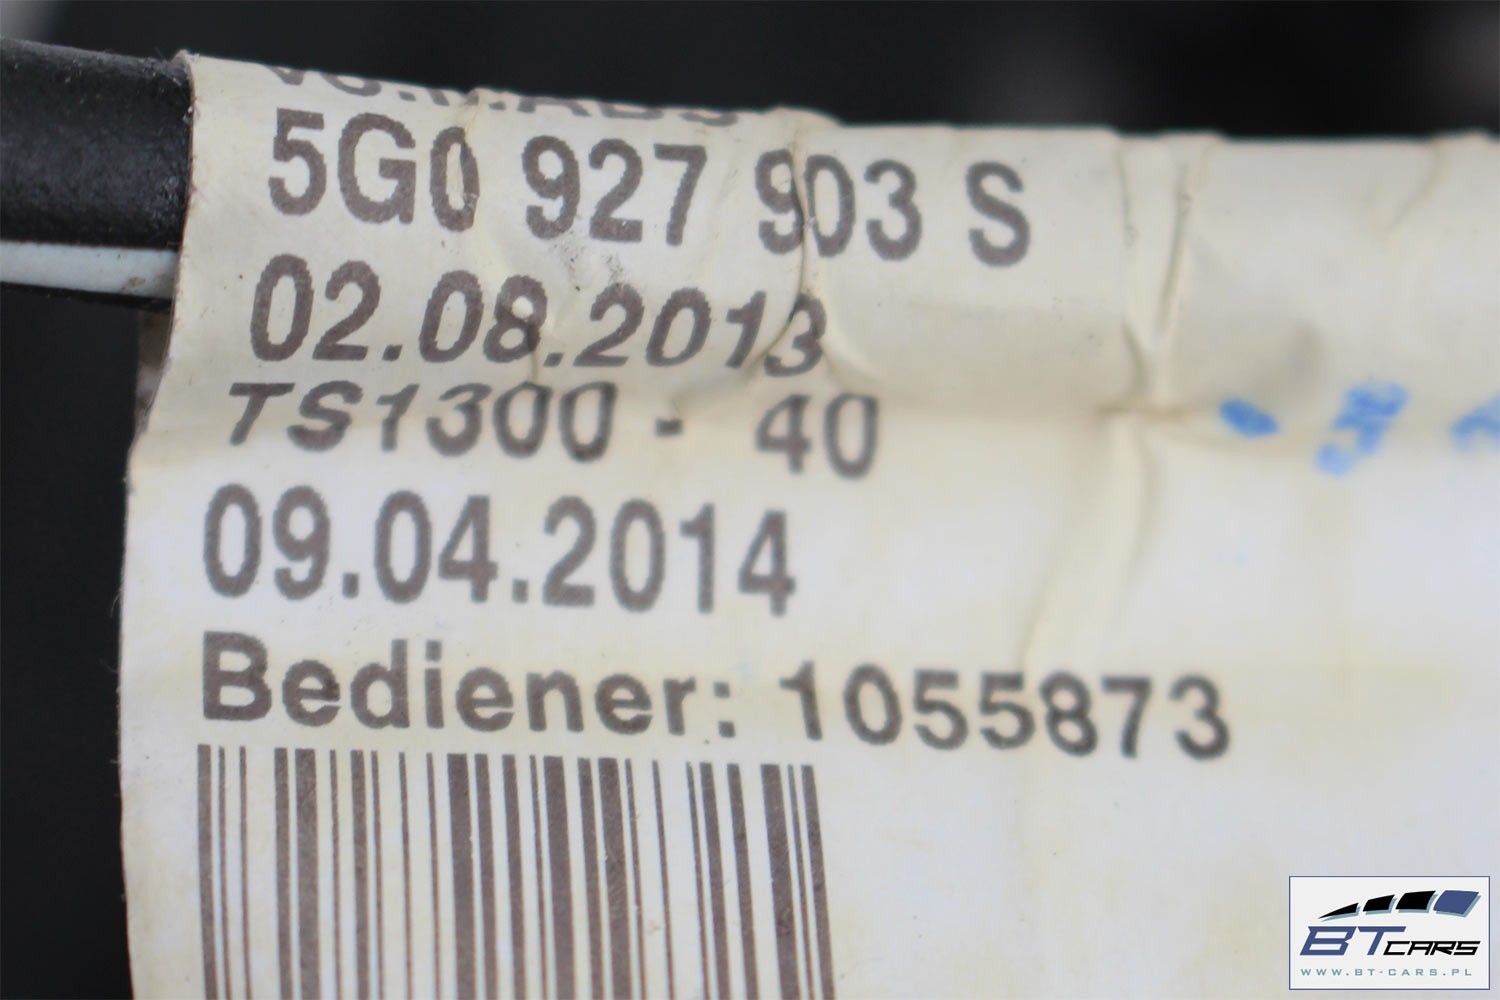 5G0 927 903 S
02.08.2013
TS1300 - 40
09.04.2014
Bediener: 1055873
BT CARS
WWW.BT-CARS.PL